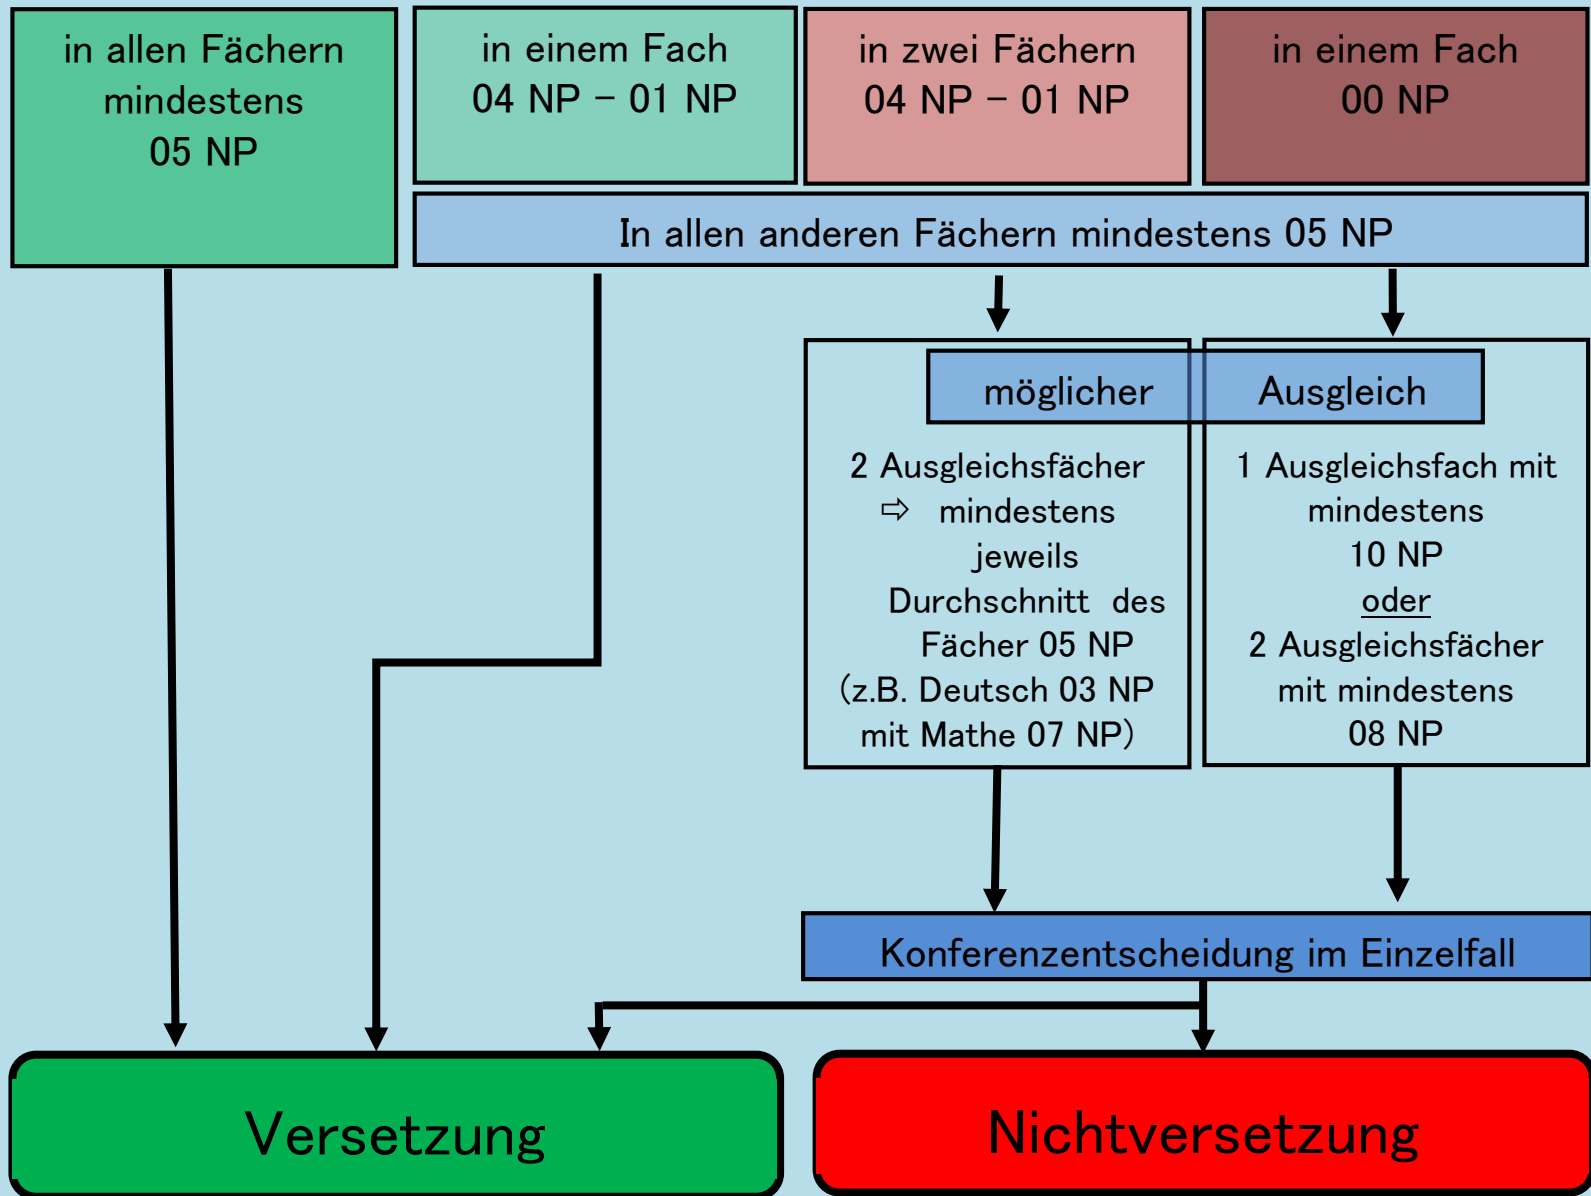 in allen Fächern
mindestens
05 NP
in einem Fach
04 NP – 01 NP
in zwei Fächern
04 NP – 01 NP
in einem Fach
00 NP
In allen anderen Fächern mindestens 05 NP
möglicher Ausgleich
2 Ausgleichsfächer
⇨ mindestens
jeweils
Durchschnitt des
Fächer 05 NP
(z.B. Deutsch 03 NP
mit Mathe 07 NP)
1 Ausgleichsfach mit
mindestens
10 NP
oder
2 Ausgleichsfächer
mit mindestens
08 NP
Konferenzentscheidung im Einzelfall
Versetzung
Nichtversetzung